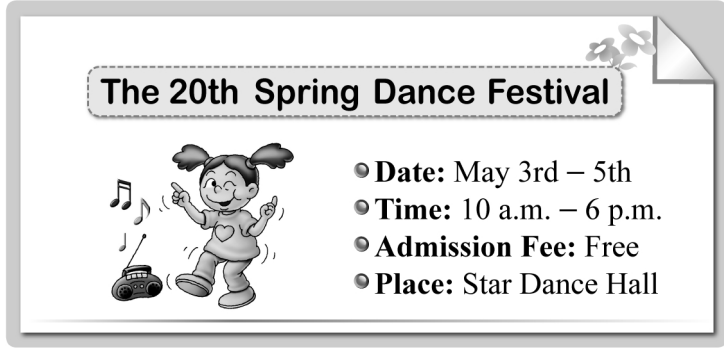 The 20th Spring Dance Festival
Date: May 3rd – 5th
Time: 10 a.m. – 6 p.m.
Admission Fee: Free
Place: Star Dance Hall